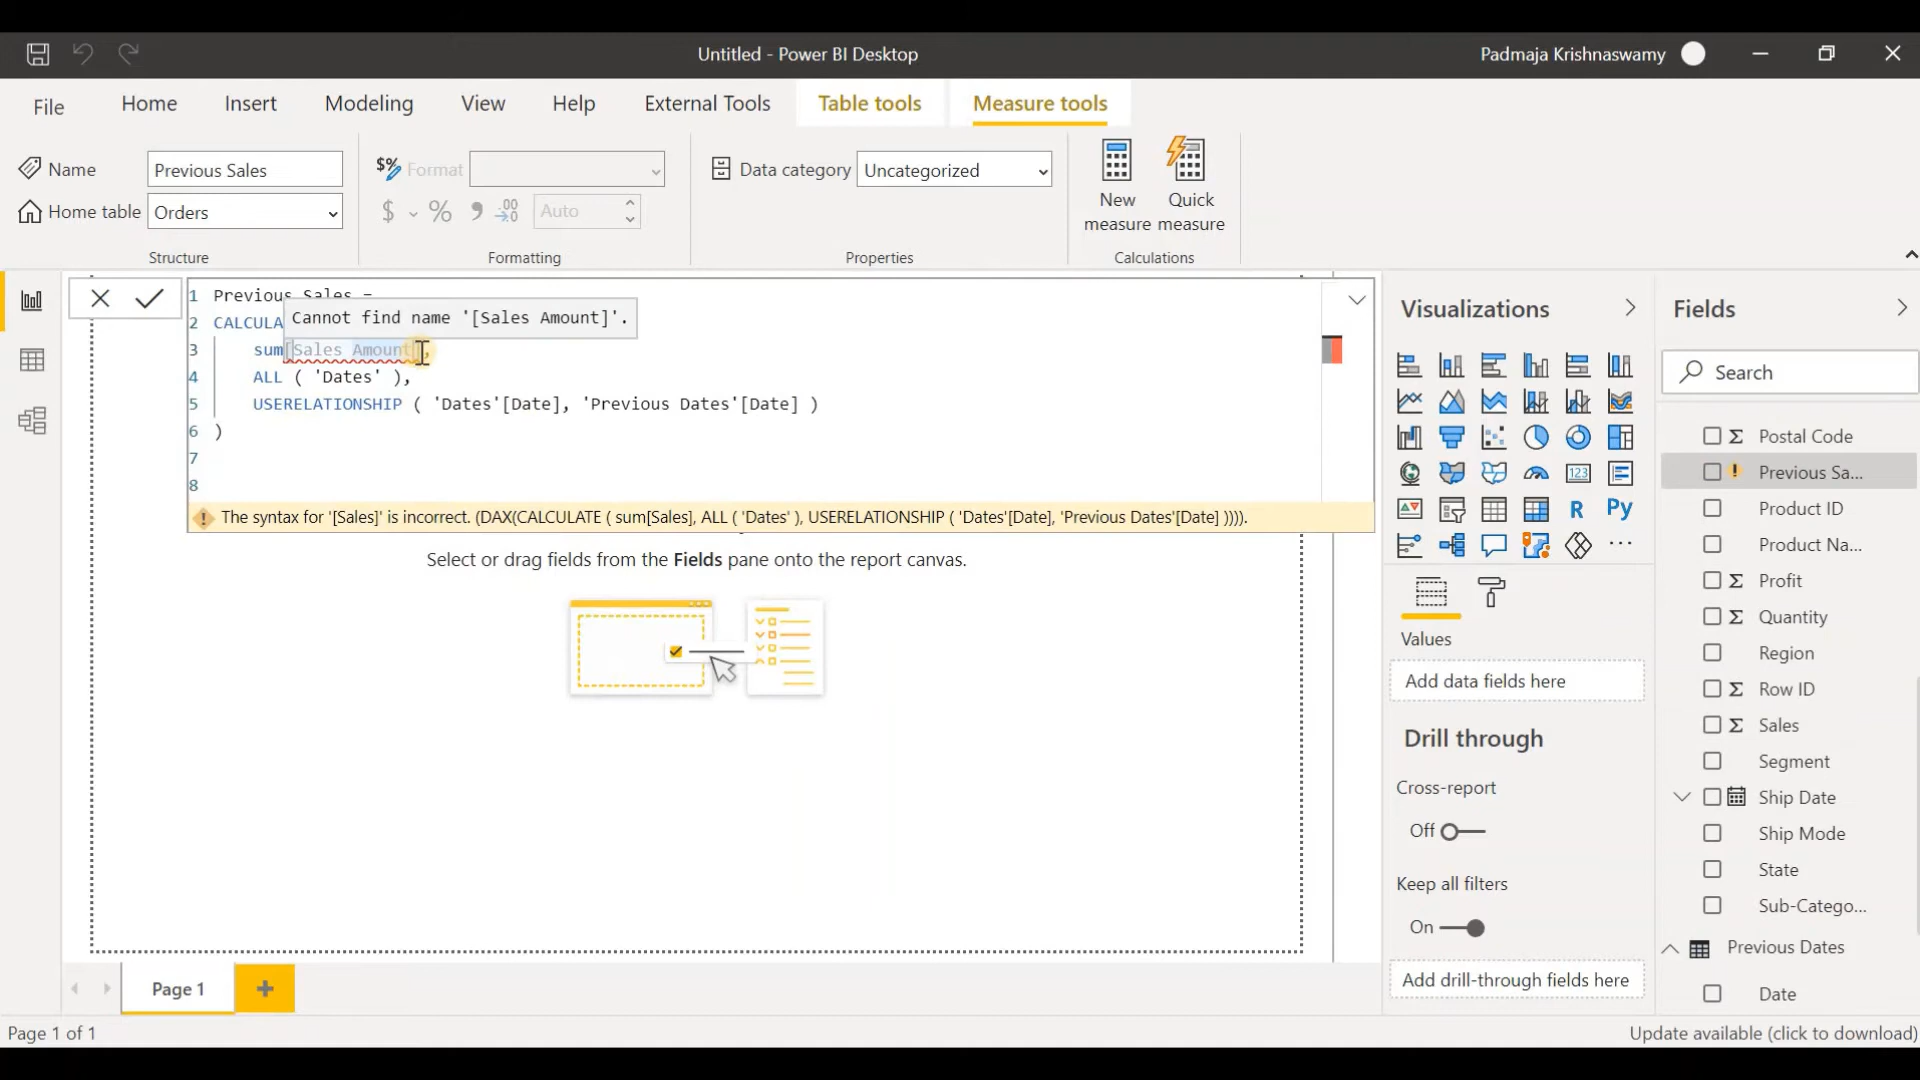 Untitled - Power BI Desktop
Padmaja Krishnaswamy
File
Home
Insert
Modeling
View
Help
External Tools
Table tools
Measure tools
Name
Previous Sales
Home table
Orders
Structure
$%
Format
$
%
Auto
Formatting
Data category
Uncategorized
Properties
New
measure
Quick
measure
Calculations
1 Previous Sales =
Cannot find name '[Sales Amount]'.
2 CALCULA
3 sum[Sales Amount],
4 ALL ( 'Dates' ),
5 USERELATIONSHIP ( 'Dates'[Date], 'Previous Dates'[Date] )
6 )
7
8
The syntax for '[Sales]' is incorrect. (DAX(CALCULATE ( sum[Sales], ALL ( 'Dates' ), USERELATIONSHIP ( 'Dates'[Date], 'Previous Dates'[Date] )))).
Select or drag fields from the Fields pane onto the report canvas.
Visualizations
123
R
Py
Values
Add data fields here
Drill through
Cross-report
Off
Keep all filters
On
Add drill-through fields here
Fields
Search
Σ Postal Code
Previous Sa...
Product ID
Product Na...
Σ Profit
Σ Quantity
Region
Σ Row ID
Σ Sales
Segment
Ship Date
Ship Mode
State
Sub-Catego...
Previous Dates
Date
Page 1
Page 1 of 1
Update available (click to download)